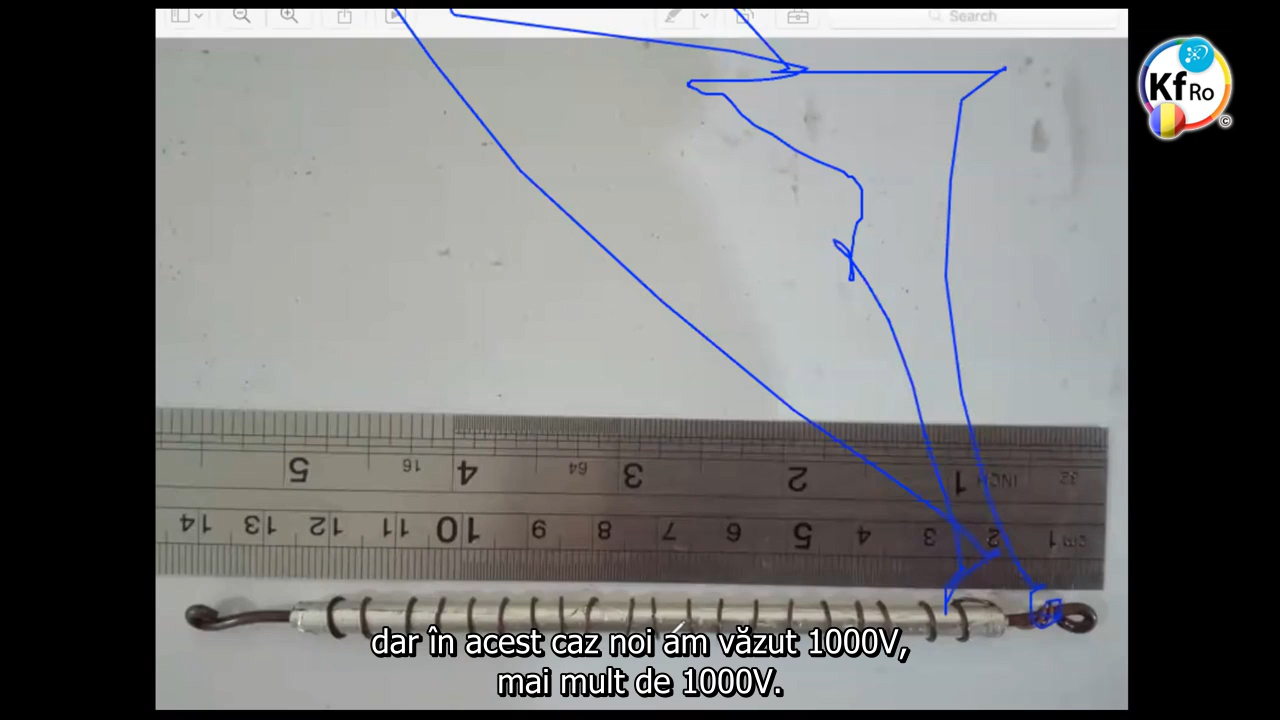 Search
Kf Ro
©
5 16 4 64 3 2 1 INCH 32
14 13 12 11 10 9 8 7 6 5 4 3 2 1 cm
dar în acest caz noi am văzut 1000V,
mai mult de 1000V.